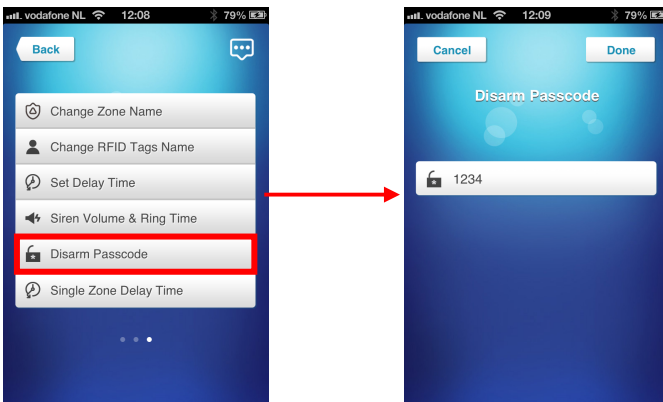 vodafone NL 12:08 79%
Back
Change Zone Name
Change RFID Tags Name
Set Delay Time
Siren Volume & Ring Time
Disarm Passcode
Single Zone Delay Time
vodafone NL 12:09 79%
Cancel Done
Disarm Passcode
1234